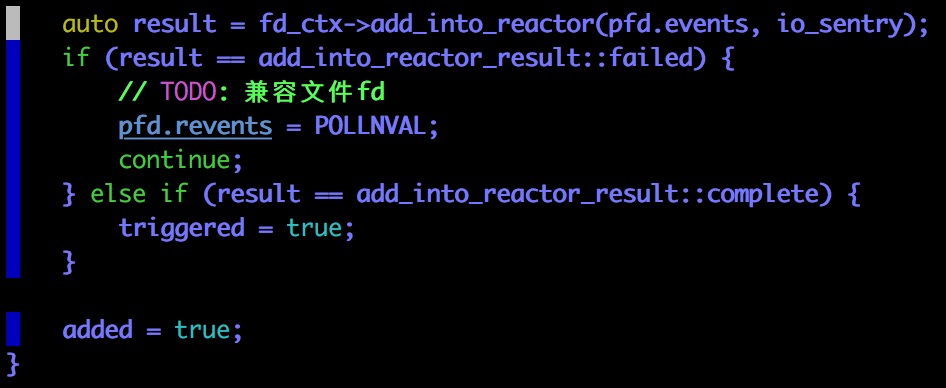 auto result = fd_ctx->add_into_reactor(pfd.events, io_sentry);
if (result == add_into_reactor_result::failed) {
// TODO: 兼容文件fd
pfd.revents = POLLNVAL;
continue;
} else if (result == add_into_reactor_result::complete) {
triggered = true;
}
added = true;
}